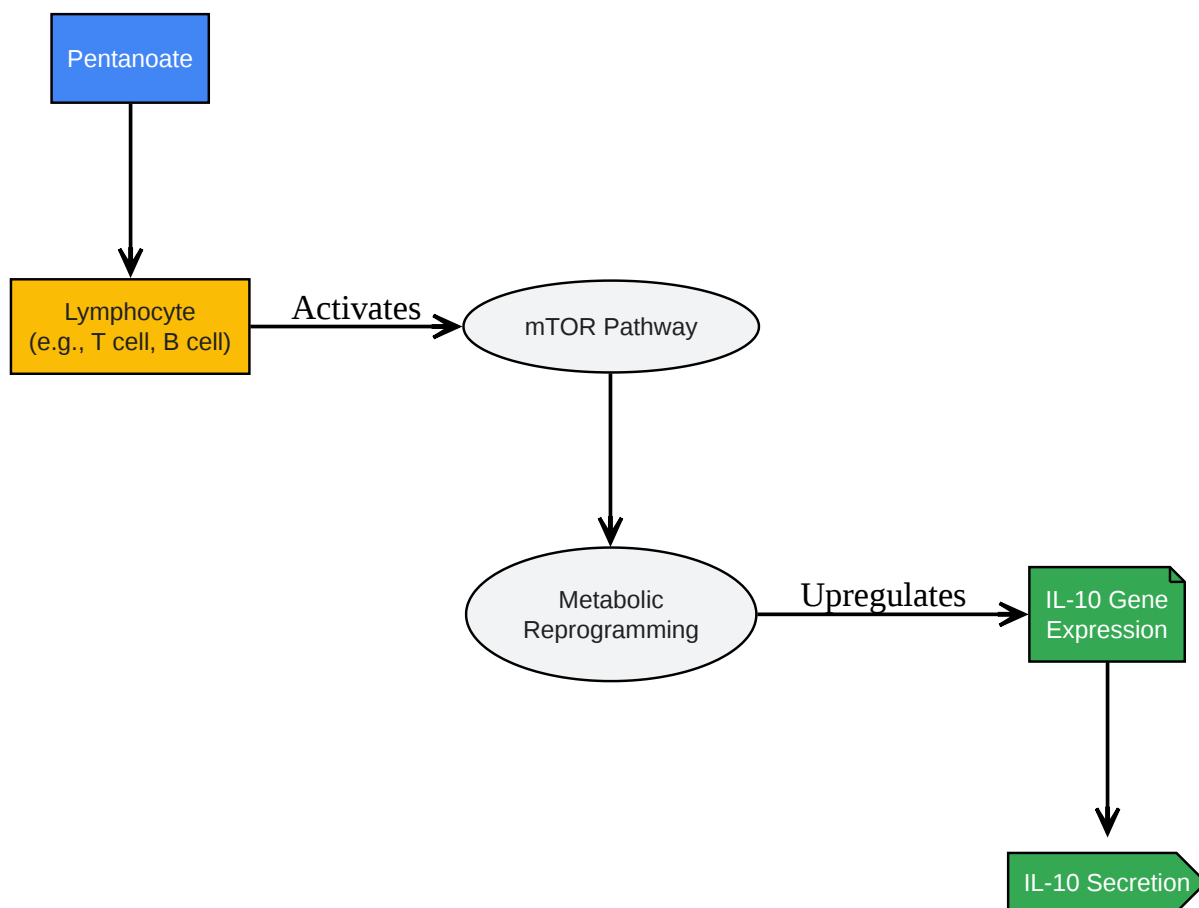 Pentanoate
Lymphocyte
(e.g., T cell, B cell)
Activates
mTOR Pathway
Metabolic
Reprogramming
Upregulates
IL-10 Gene
Expression
IL-10 Secretion